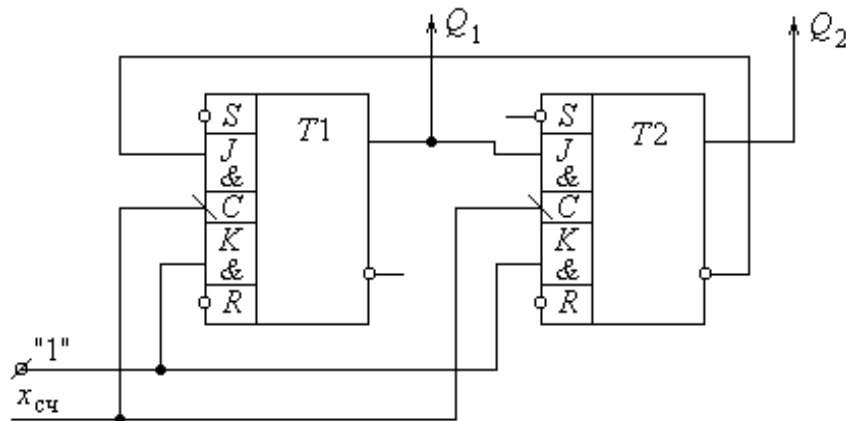 Q1 Q2
S T1 S T2
J J
& &
C C
K K
& &
R R
"1"
xсч